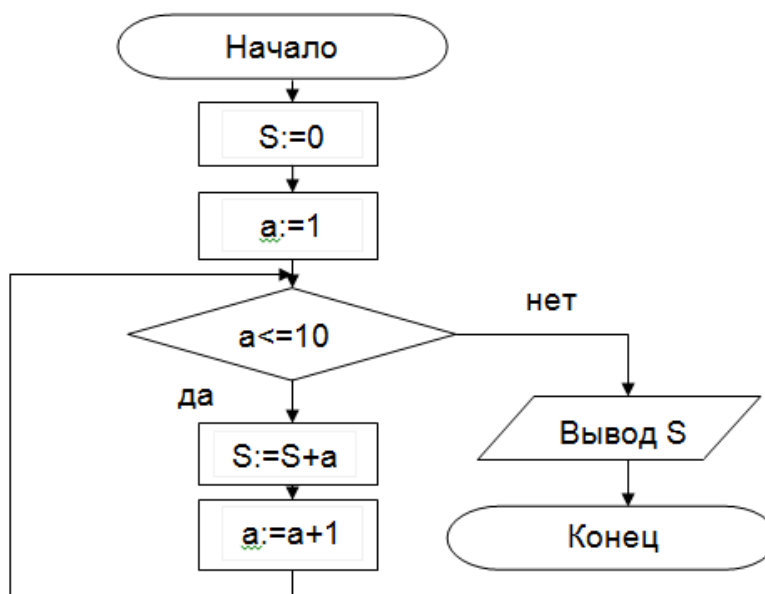 Начало
S:=0
a:=1
a<=10
нет
да
S:=S+a
Вывод S
a:=a+1
Конец